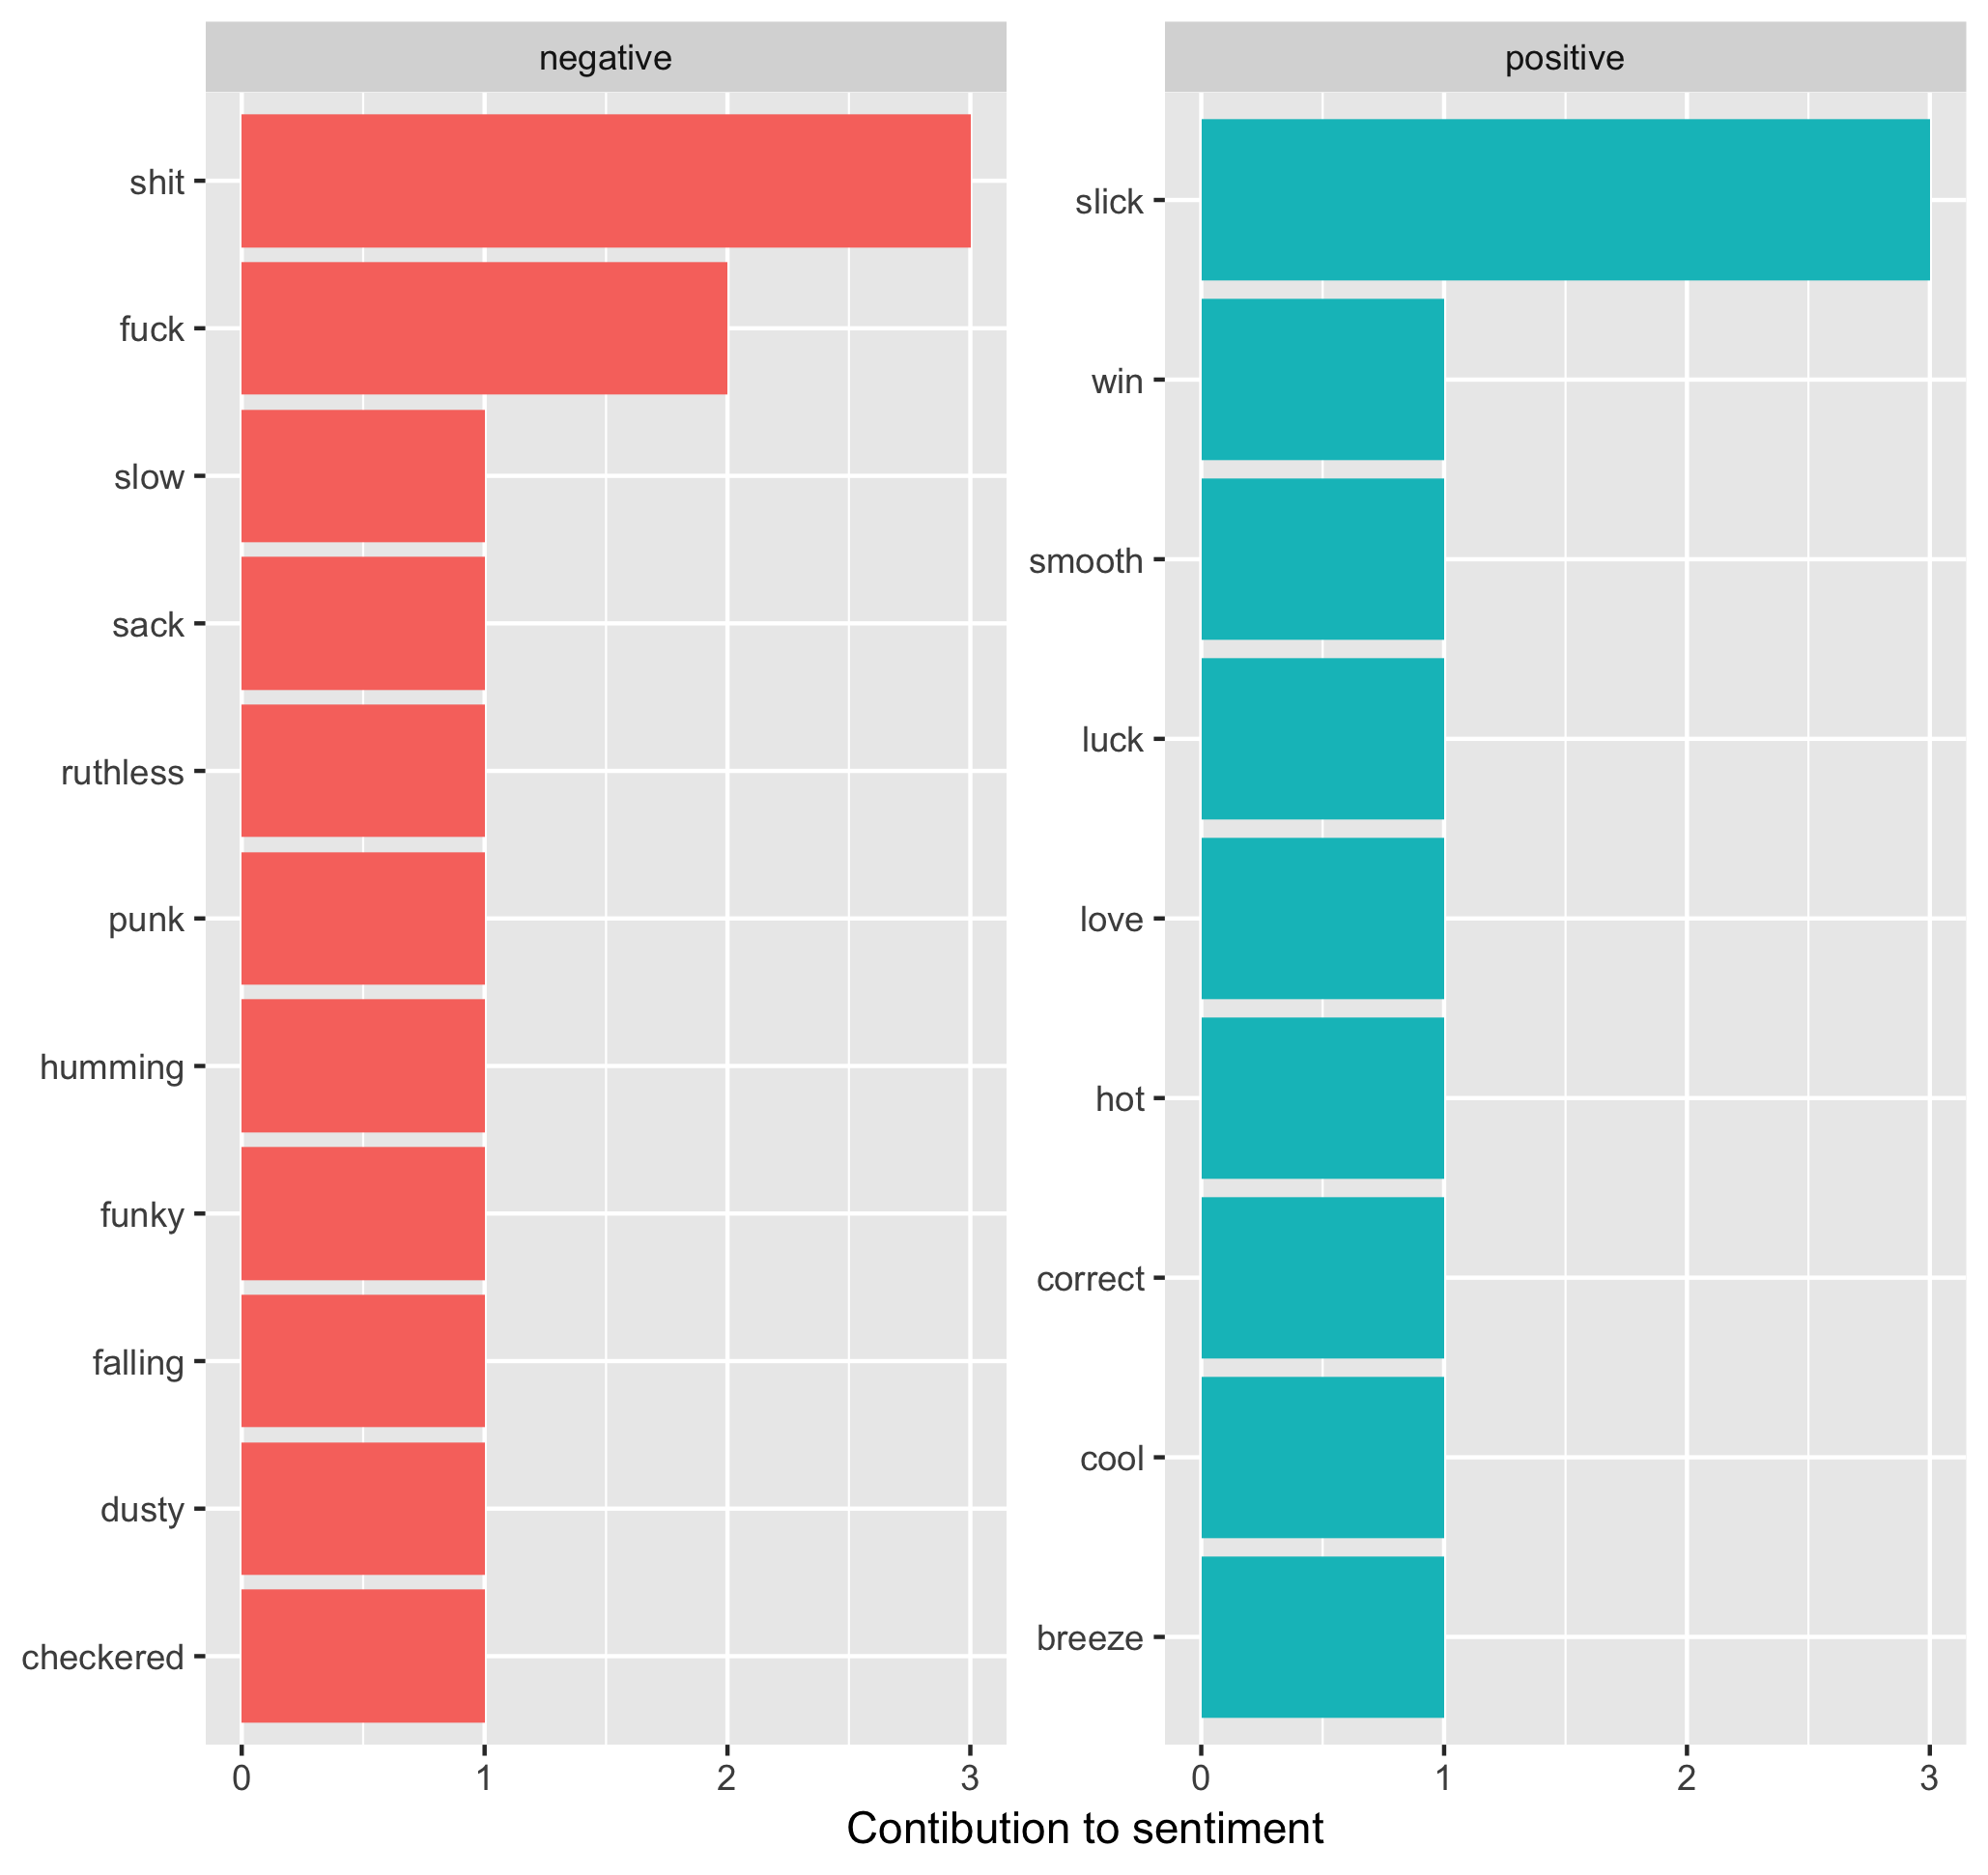 negative
shit
fuck
slow
sack
ruthless
punk
humming
funky
falling
dusty
checkered
0 1 2 3
positive
slick
win
smooth
luck
love
hot
correct
cool
breeze
0 1 2 3
Contibution to sentiment